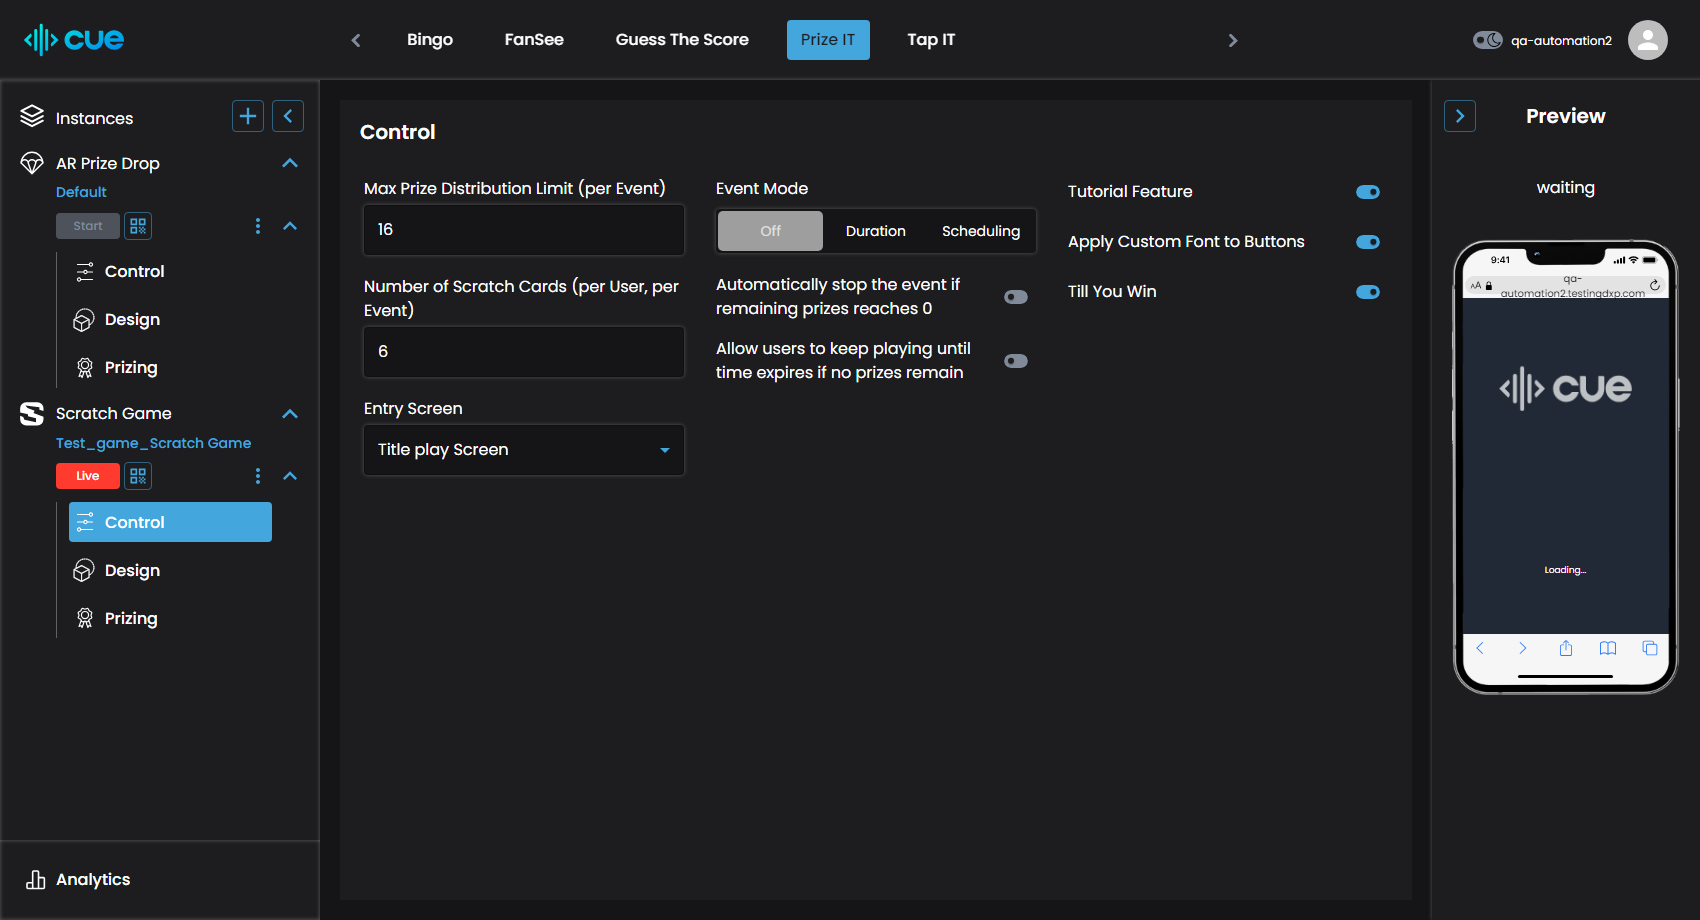 cue
Bingo
FanSee
Guess The Score
Prize IT
Tap IT
qa-automation2
Instances
AR Prize Drop
Default
Start
Control
Design
Prizing
Scratch Game
Test_game_Scratch Game
Live
Control
Design
Prizing
Analytics
Control
Max Prize Distribution Limit (per Event)
16
Number of Scratch Cards (per User, per
Event)
6
Entry Screen
Title play Screen
Event Mode
Off
Duration
Scheduling
Automatically stop the event if
remaining prizes reaches 0
Allow users to keep playing until
time expires if no prizes remain
Tutorial Feature
Apply Custom Font to Buttons
Till You Win
Preview
waiting
9:41
AA
qa-
automation2.testingdxp.com
cue
Loading...